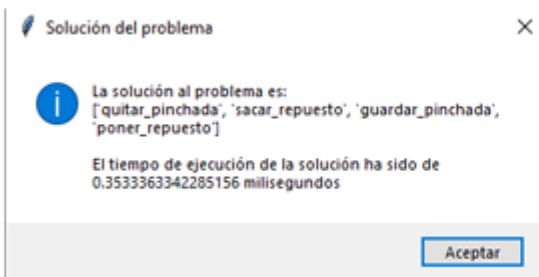 Solución del problema
La solución al problema es:
['quitar_pinchada', 'sacar_repuesto', 'guardar_pinchada',
'poner_repuesto']
El tiempo de ejecución de la solución ha sido de
0.3533363342285156 milisegundos
Aceptar